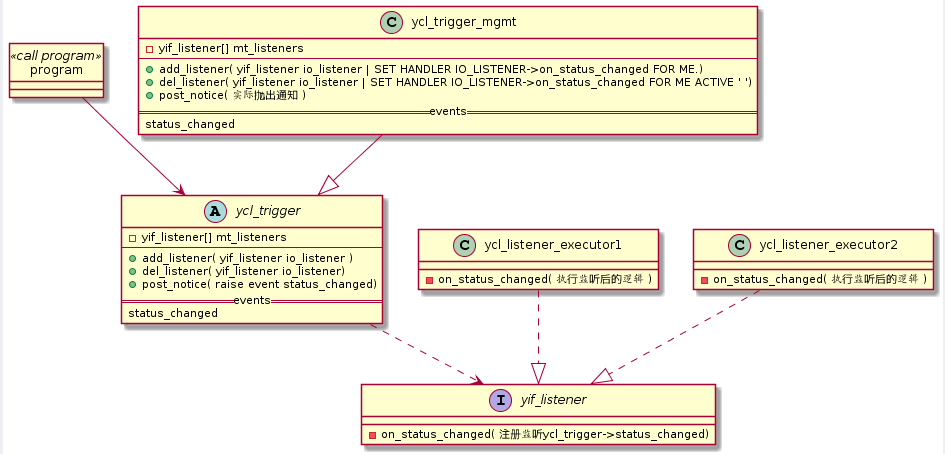 C ycl_trigger_mgmt
yif_listener[] mt_listeners
add_listener( yif_listener io_listener | SET HANDLER IO_LISTENER->on_status_changed FOR ME.)
del_listener( yif_listener io_listener | SET HANDLER IO_LISTENER->on_status_changed FOR ME ACTIVE ' ')
post_notice( 实际抛出通知 )
events
status_changed
«call program»
program
A ycl_trigger
yif_listener[] mt_listeners
add_listener( yif_listener io_listener )
del_listener( yif_listener io_listener)
post_notice( raise event status_changed)
events
status_changed
C ycl_listener_executor1
on_status_changed( 执行监听后的逻辑 )
C ycl_listener_executor2
on_status_changed( 执行监听后的逻辑 )
I yif_listener
on_status_changed( 注册监听ycl_trigger->status_changed)